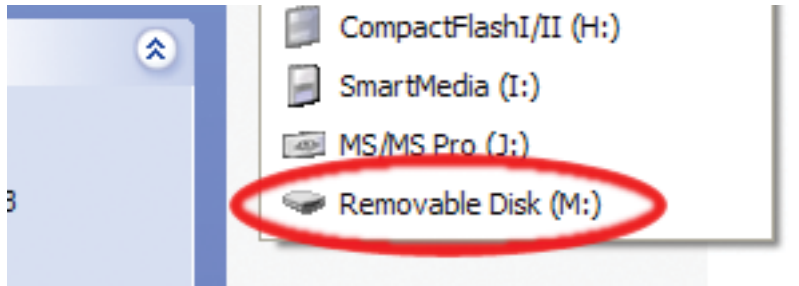 CompactFlashI/II (H:)
SmartMedia (I:)
MS/MS Pro (J:)
Removable Disk (M:)